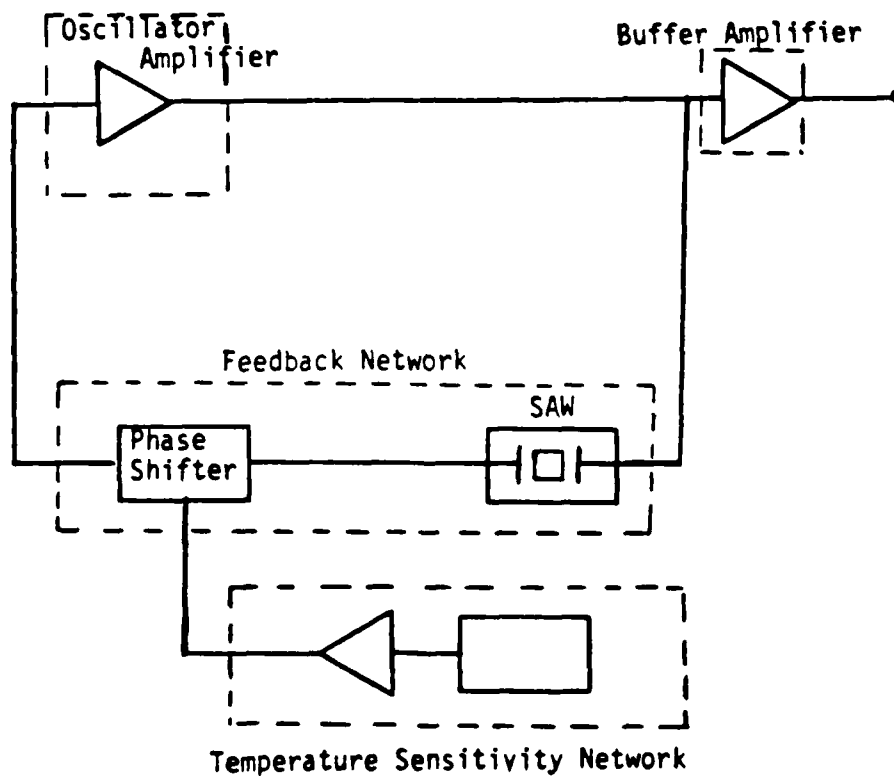 Oscillator
Amplifier
Buffer Amplifier
Feedback Network
SAW
Phase
Shifter
Temperature Sensitivity Network